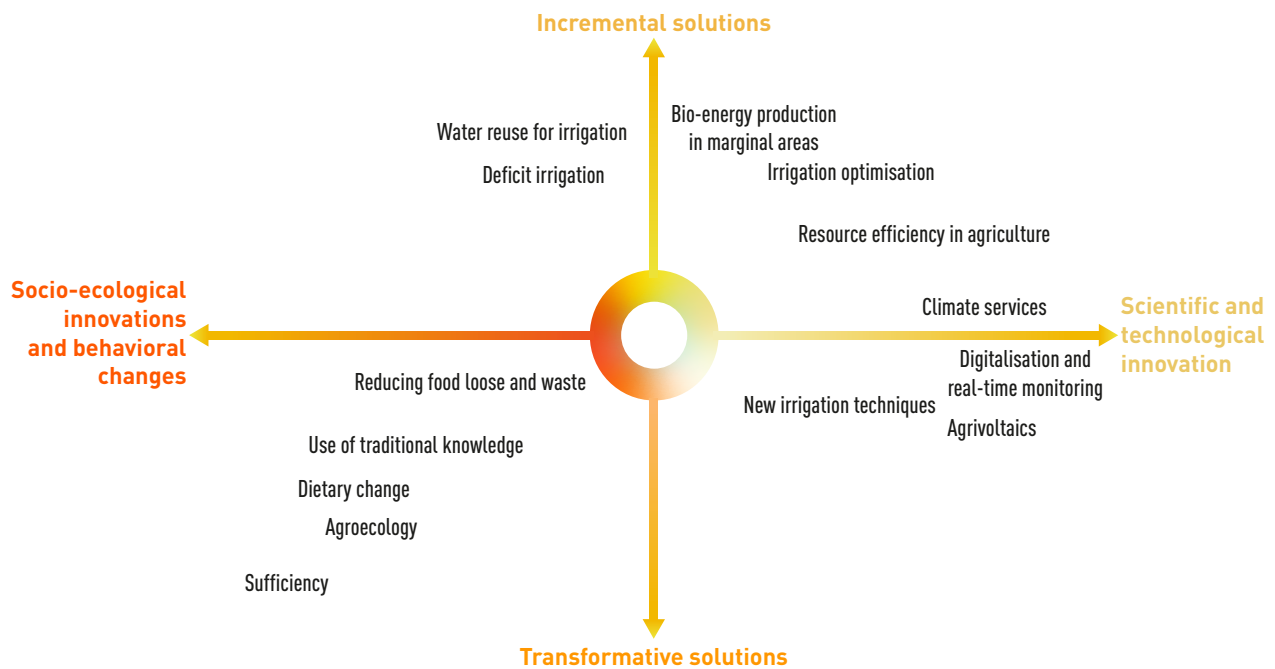 Incremental solutions
Bio-energy production
in marginal areas
Water reuse for irrigation
Deficit irrigation
Irrigation optimisation
Resource efficiency in agriculture
Socio-ecological
innovations
and behavioral
changes
Climate services
Scientific and
technological
innovation
Digitalisation and
real-time monitoring
Reducing food loose and waste
New irrigation techniques
Agrivoltaics
Use of traditional knowledge
Dietary change
Agroecology
Sufficiency
Transformative solutions